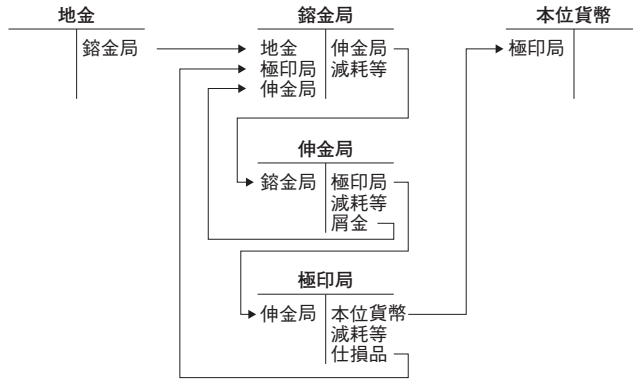 地金
鎔金局
鎔金局
地金
極印局
伸金局
伸金局
減耗等
本位貨幣
極印局
伸金局
鎔金局
極印局
減耗等
屑金
極印局
伸金局
本位貨幣
減耗等
仕損品